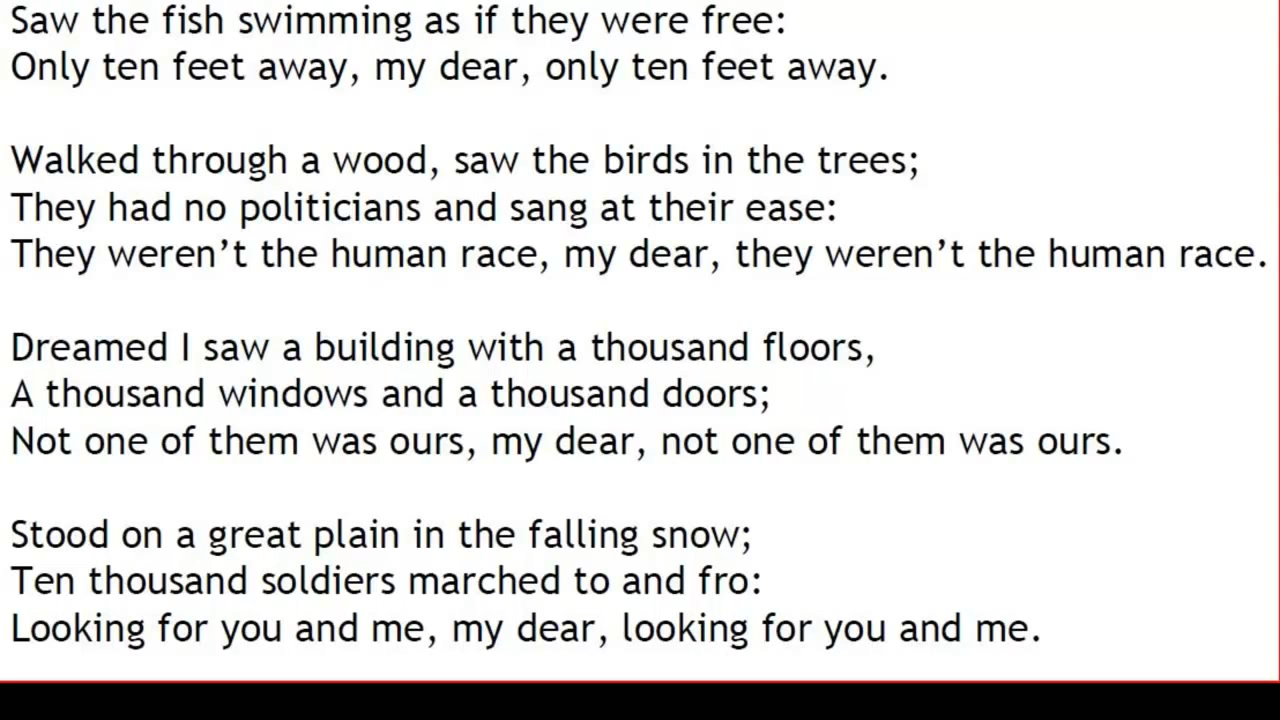 Saw the fish swimming as if they were free:
Only ten feet away, my dear, only ten feet away.
Walked through a wood, saw the birds in the trees;
They had no politicians and sang at their ease:
They weren’t the human race, my dear, they weren’t the human race.
Dreamed I saw a building with a thousand floors,
A thousand windows and a thousand doors;
Not one of them was ours, my dear, not one of them was ours.
Stood on a great plain in the falling snow;
Ten thousand soldiers marched to and fro:
Looking for you and me, my dear, looking for you and me.